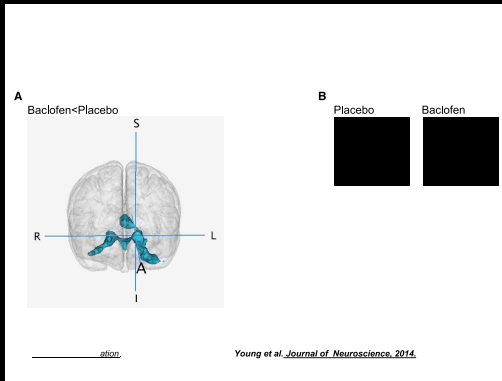 A
B
Baclofen<Placebo
Placebo
Baclofen
S
R
L
A
I
ation.
Young et al. Journal of Neuroscience, 2014.